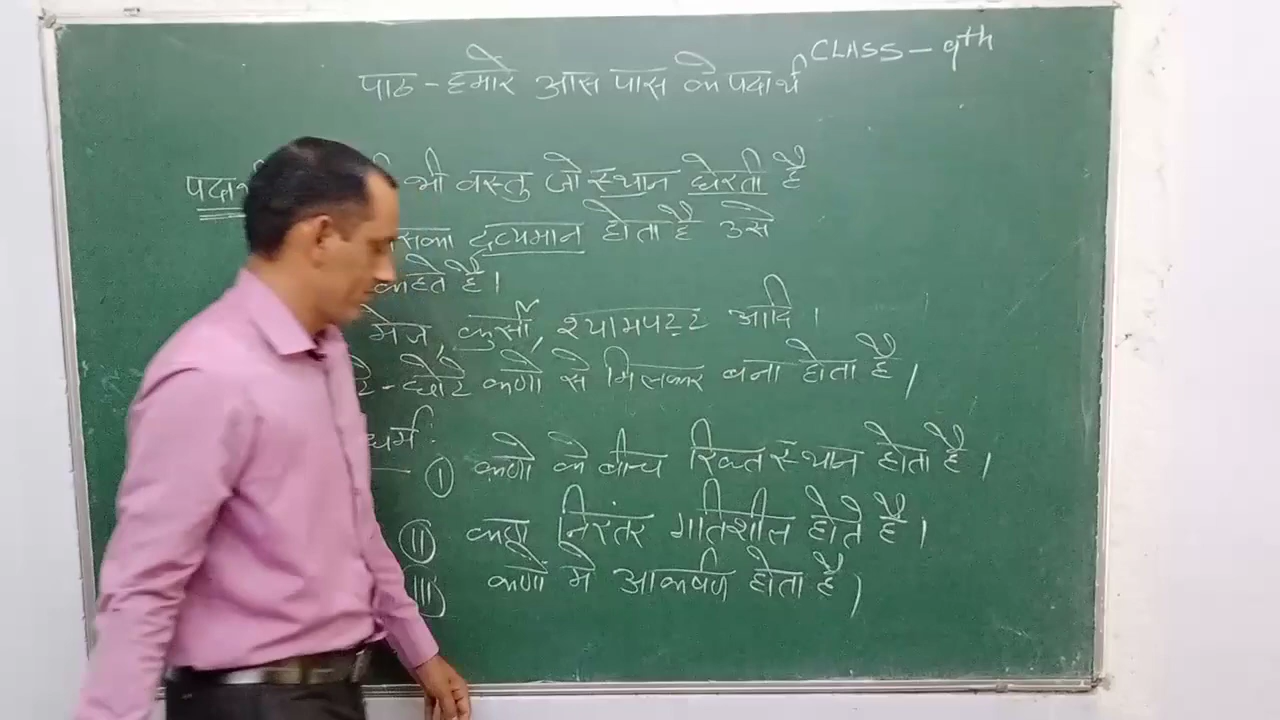 CLASS - 9th
पाठ - हमारे आस पास के पदार्थ
पदार्थ भी वस्तु जो स्थान घेरती है
द्रव्यमान होता है उसे
कहते है।
मेज, कुर्सी, श्यामपट्ट आदि।
- छोटे कणों से मिलकर बना होता है।
धर्म:
(i) कणों के बीच रिक्त स्थान होता है।
(ii) कण निरंतर गतिशील होते है।
(iii) कणों मे आकर्षण होता है।